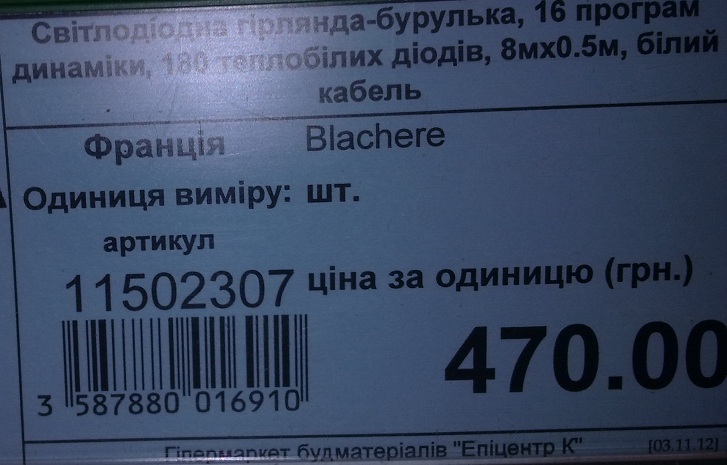 Світлодіодна гірлянда-бурулька, 16 програм
динаміки, 180 теплобілих діодів, 8мх0.5м, білий
кабель
Франція Blachere
Одиниця виміру: шт.
артикул
11502307 ціна за одиницю (грн.)
470.00
3 587880 016910
Гіпермаркет будматеріалів "Епіцентр К" [03.11.12]